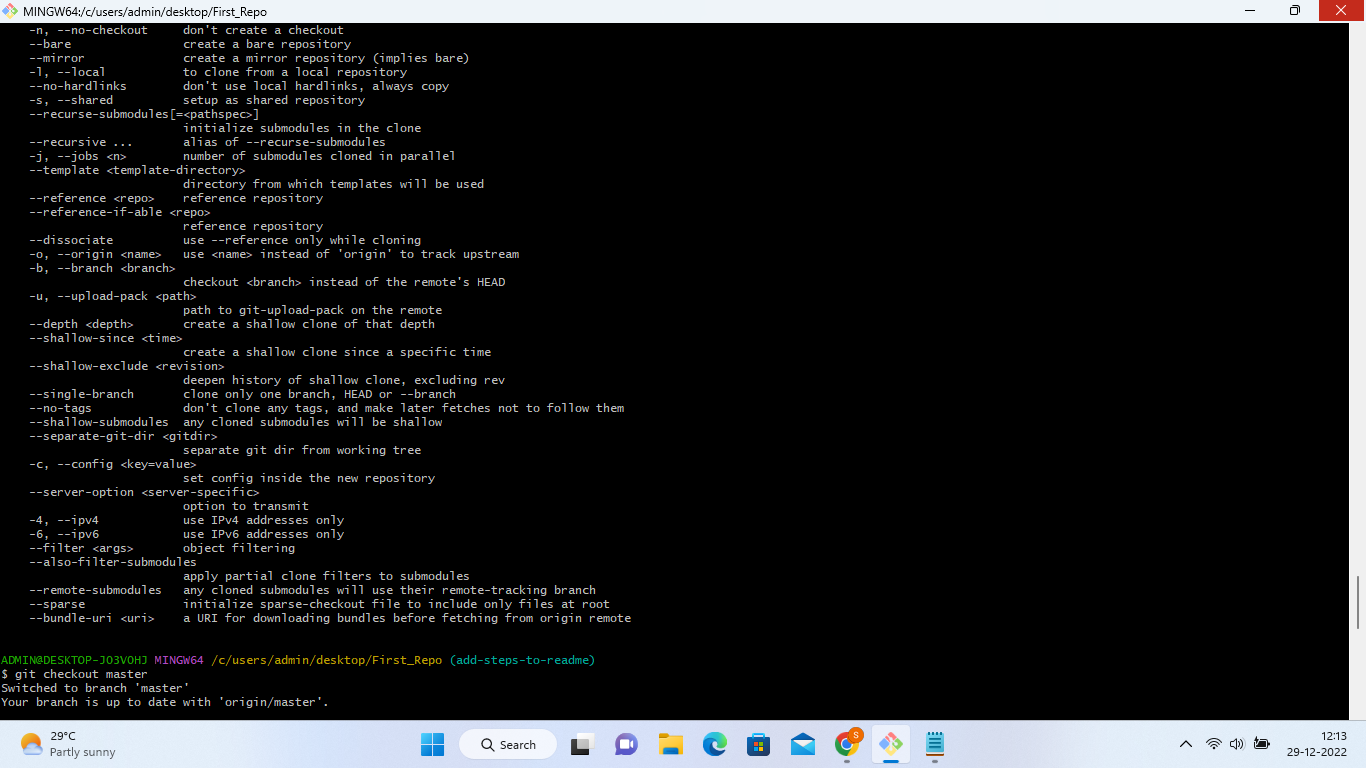 MINGW64:/c/users/admin/desktop/First_Repo
-n, --no-checkout     don't create a checkout
--bare                create a bare repository
--mirror              create a mirror repository (implies bare)
-l, --local           to clone from a local repository
--no-hardlinks        don't use local hardlinks, always copy
-s, --shared          setup as shared repository
--recurse-submodules[=<pathspec>]
initialize submodules in the clone
--recursive ...       alias of --recurse-submodules
-j, --jobs <n>        number of submodules cloned in parallel
--template <template-directory>
directory from which templates will be used
--reference <repo>    reference repository
--reference-if-able <repo>
reference repository
--dissociate          use --reference only while cloning
-o, --origin <name>   use <name> instead of 'origin' to track upstream
-b, --branch <branch>
checkout <branch> instead of the remote's HEAD
-u, --upload-pack <path>
path to git-upload-pack on the remote
--depth <depth>       create a shallow clone of that depth
--shallow-since <time>
create a shallow clone since a specific time
--shallow-exclude <revision>
deepen history of shallow clone, excluding rev
--single-branch       clone only one branch, HEAD or --branch
--no-tags             don't clone any tags, and make later fetches not to follow them
--shallow-submodules  any cloned submodules will be shallow
--separate-git-dir <gitdir>
separate git dir from working tree
-c, --config <key=value>
set config inside the new repository
--server-option <server-specific>
option to transmit
-4, --ipv4            use IPv4 addresses only
-6, --ipv6            use IPv6 addresses only
--filter <args>       object filtering
--also-filter-submodules
apply partial clone filters to submodules
--remote-submodules   any cloned submodules will use their remote-tracking branch
--sparse              initialize sparse-checkout file to include only files at root
--bundle-uri <uri>    a URI for downloading bundles before fetching from origin remote
ADMIN@DESKTOP-JO3VOHJ MINGW64 /c/users/admin/desktop/First_Repo (add-steps-to-readme)
$ git checkout master
Switched to branch 'master'
Your branch is up to date with 'origin/master'.
29°C
Partly sunny
Search
S
12:13
29-12-2022